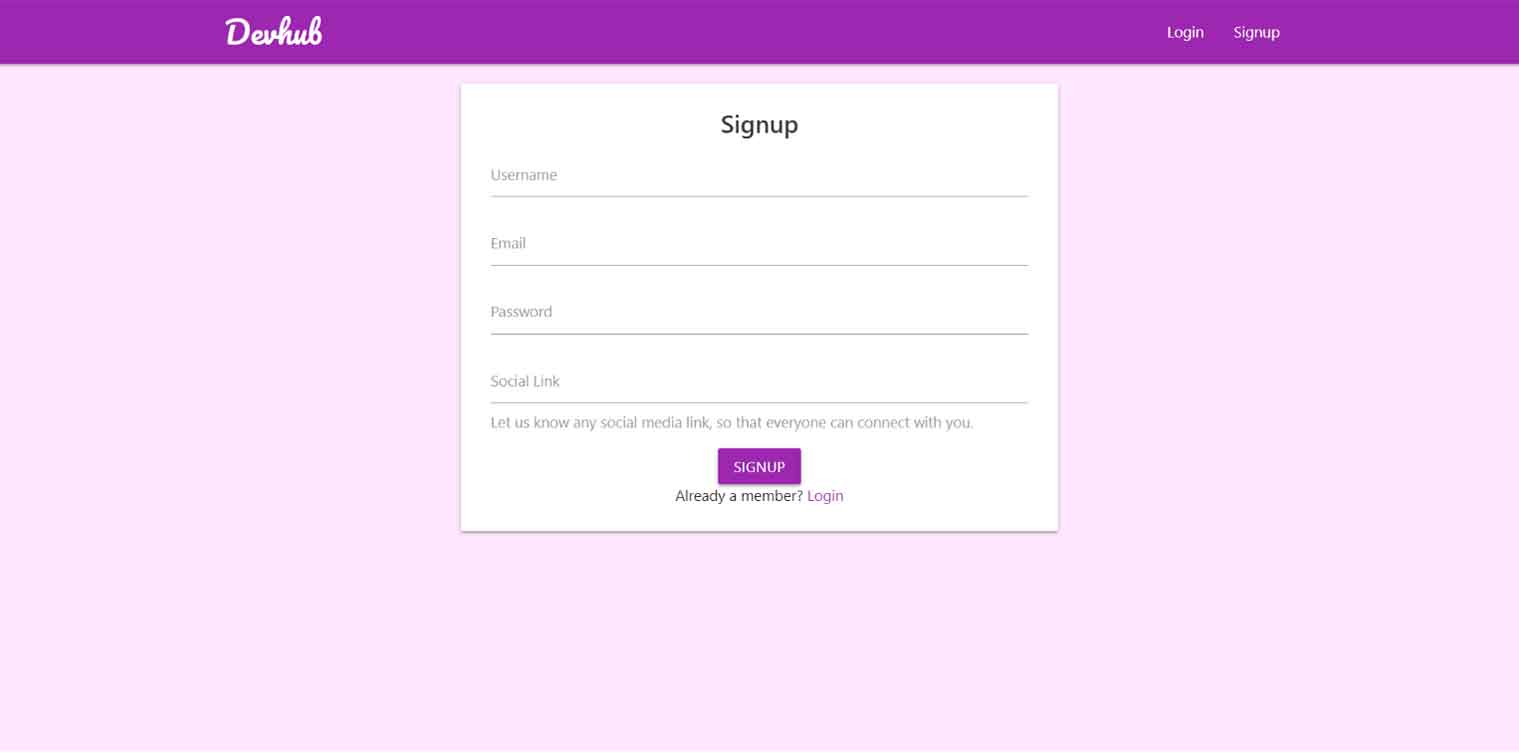 Devhub
Login
Signup
Signup
Username
Email
Password
Social Link
Let us know any social media link, so that everyone can connect with you.
SIGNUP
Already a member? Login